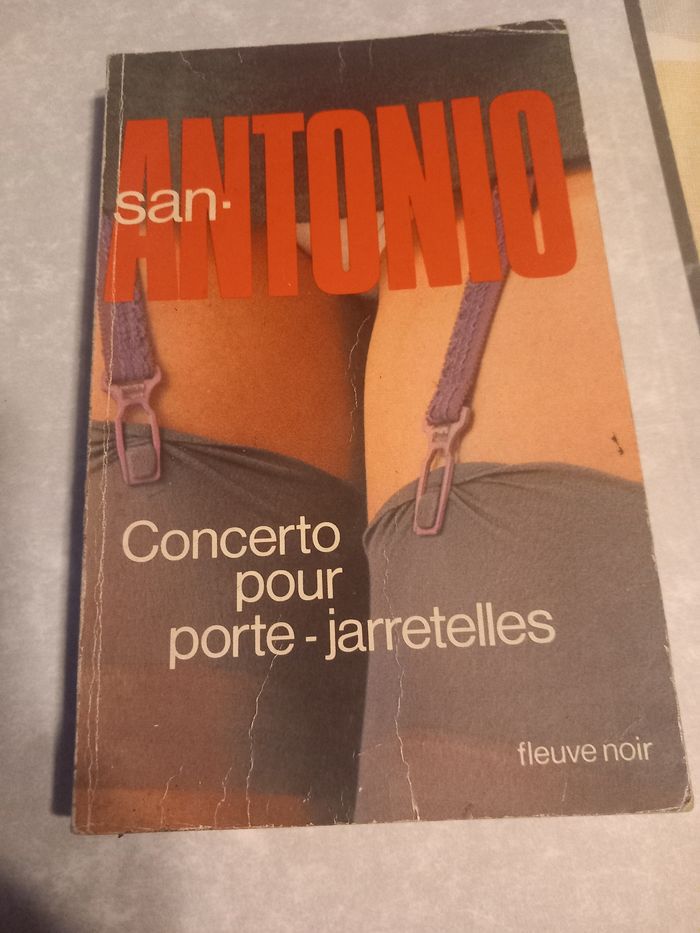 san-
ANTONIO
Concerto
pour
porte-jarretelles
fleuve noir